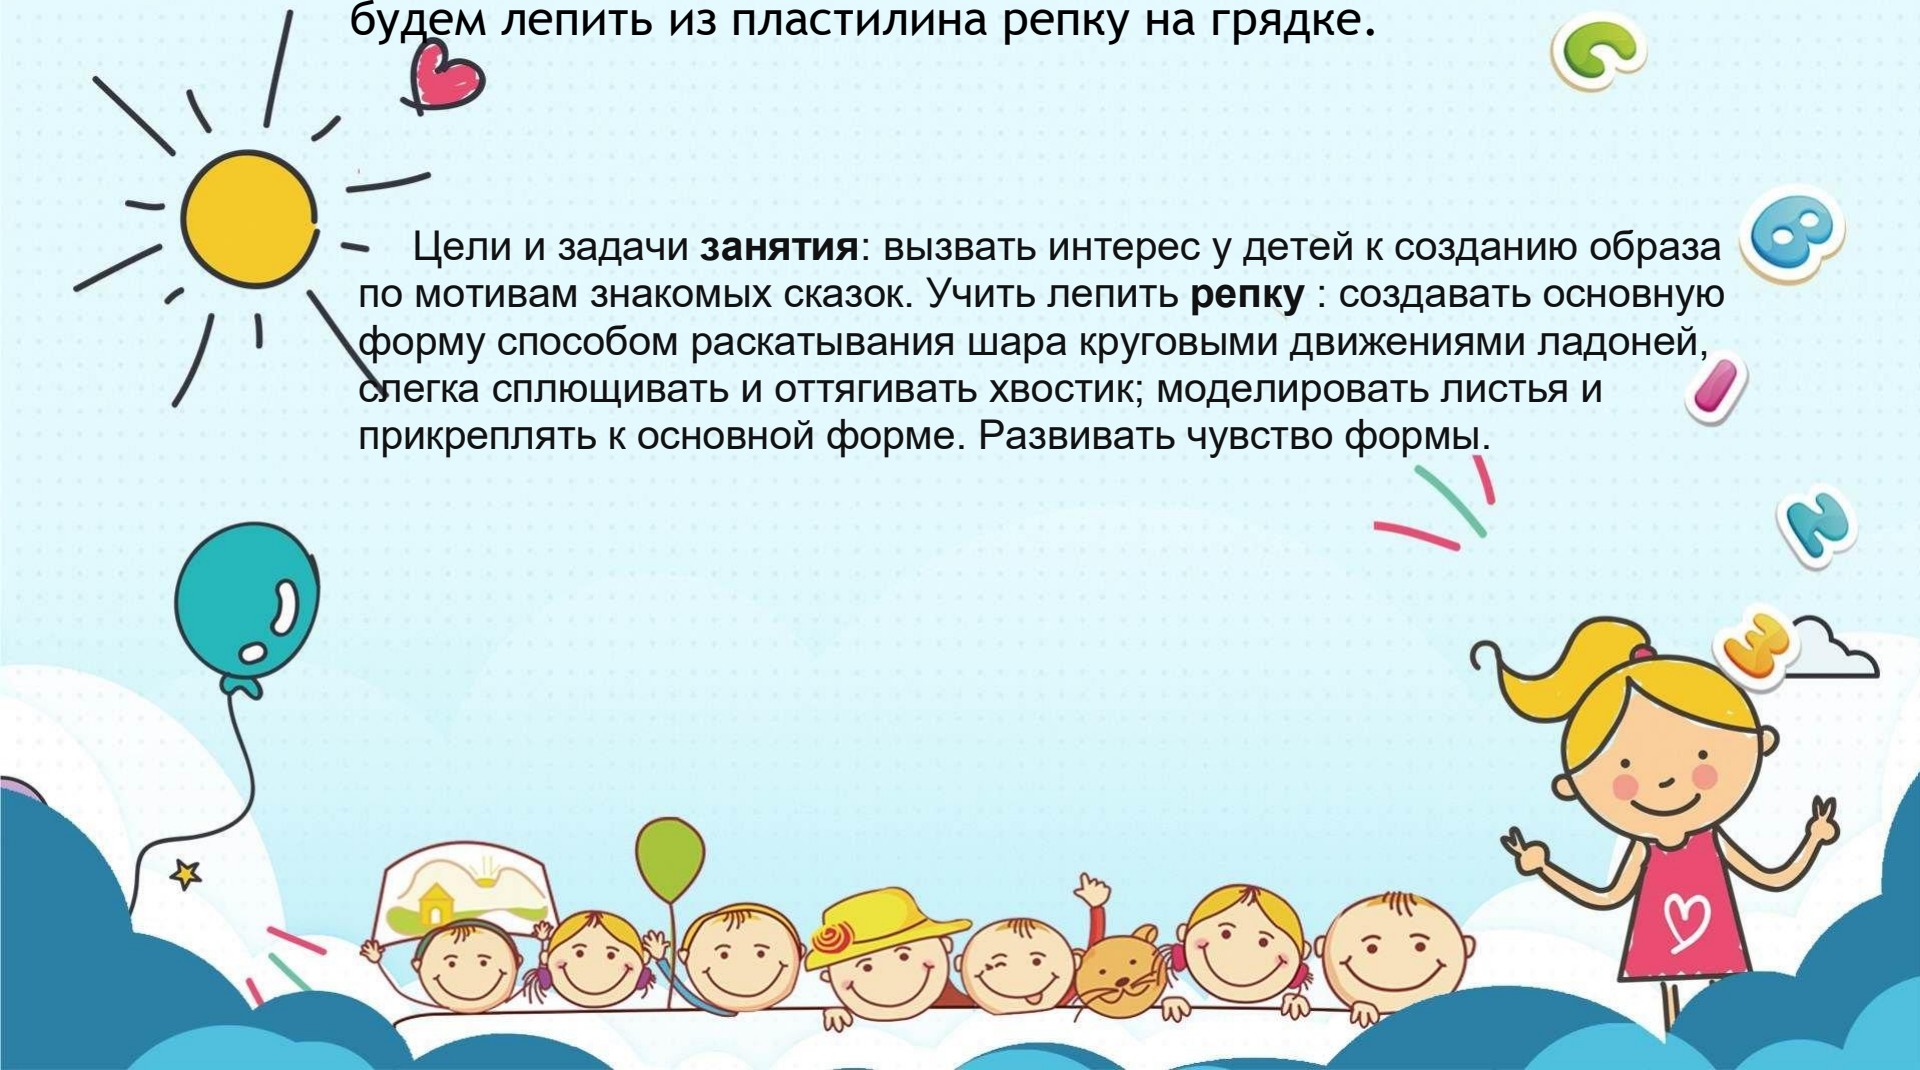 будем лепить из пластилина репку на грядке.
Цели и задачи занятия: вызвать интерес у детей к созданию образа
по мотивам знакомых сказок. Учить лепить репку : создавать основную
форму способом раскатывания шара круговыми движениями ладоней,
слегка сплющивать и оттягивать хвостик; моделировать листья и
прикреплять к основной форме. Развивать чувство формы.